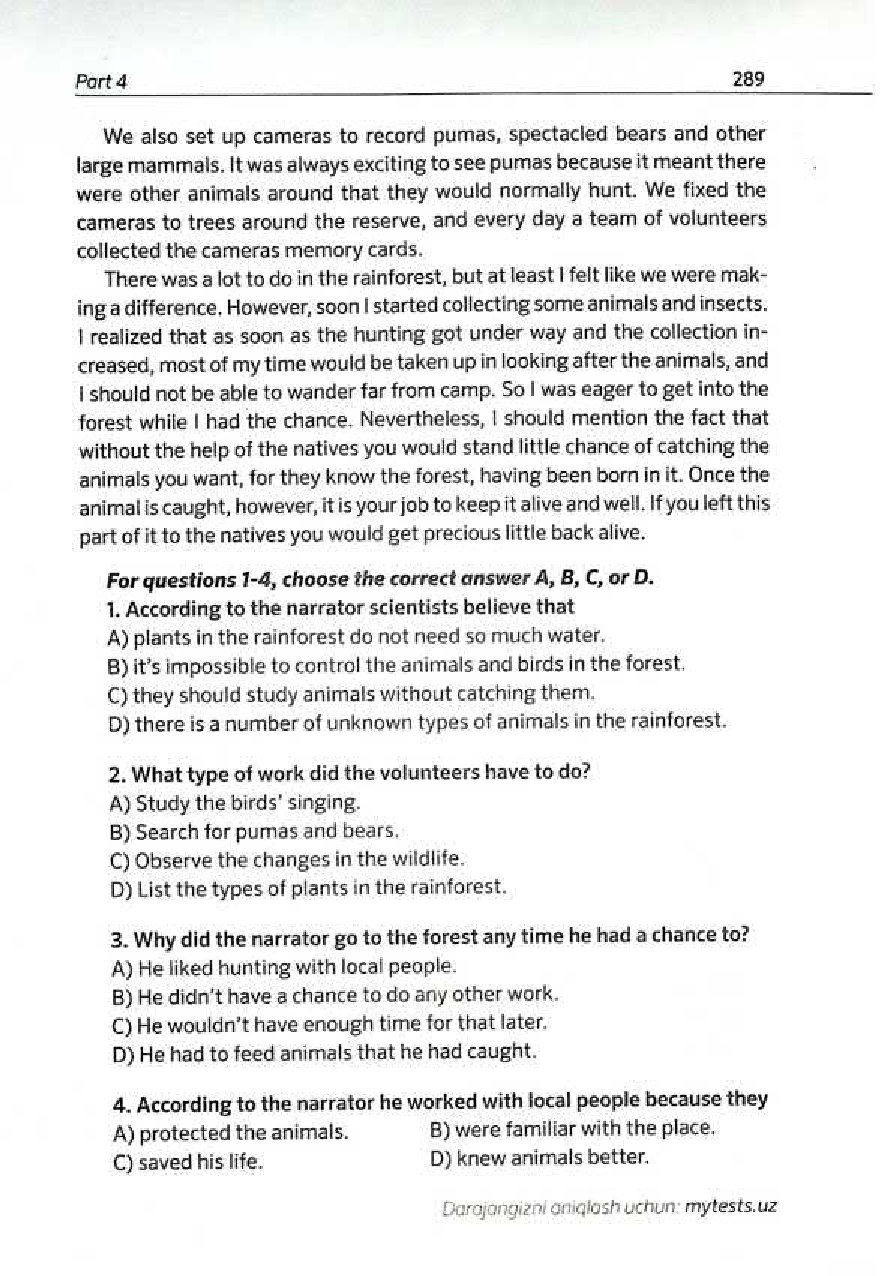 Part 4
289
We also set up cameras to record pumas, spectacled bears and other
large mammals. It was always exciting to see pumas because it meant there
were other animals around that they would normally hunt. We fixed the
cameras to trees around the reserve, and every day a team of volunteers
collected the cameras memory cards.
There was a lot to do in the rainforest, but at least I felt like we were mak-
ing a difference. However, soon I started collecting some animals and insects.
I realized that as soon as the hunting got under way and the collection in-
creased, most of my time would be taken up in looking after the animals, and
I should not be able to wander far from camp. So I was eager to get into the
forest while I had the chance. Nevertheless, I should mention the fact that
without the help of the natives you would stand little chance of catching the
animals you want, for they know the forest, having been born in it. Once the
animal is caught, however, it is your job to keep it alive and well. If you left this
part of it to the natives you would get precious little back alive.
For questions 1-4, choose the correct answer A, B, C, or D.
1. According to the narrator scientists believe that
A) plants in the rainforest do not need so much water.
B) it's impossible to control the animals and birds in the forest.
C) they should study animals without catching them.
D) there is a number of unknown types of animals in the rainforest.
2. What type of work did the volunteers have to do?
A) Study the birds' singing.
B) Search for pumas and bears.
C) Observe the changes in the wildlife.
D) List the types of plants in the rainforest.
3. Why did the narrator go to the forest any time he had a chance to?
A) He liked hunting with local people.
B) He didn't have a chance to do any other work.
C) He wouldn't have enough time for that later.
D) He had to feed animals that he had caught.
4. According to the narrator he worked with local people because they
A) protected the animals. B) were familiar with the place.
C) saved his life. D) knew animals better.
Darajangizni aniqlash uchun: mytests.uz